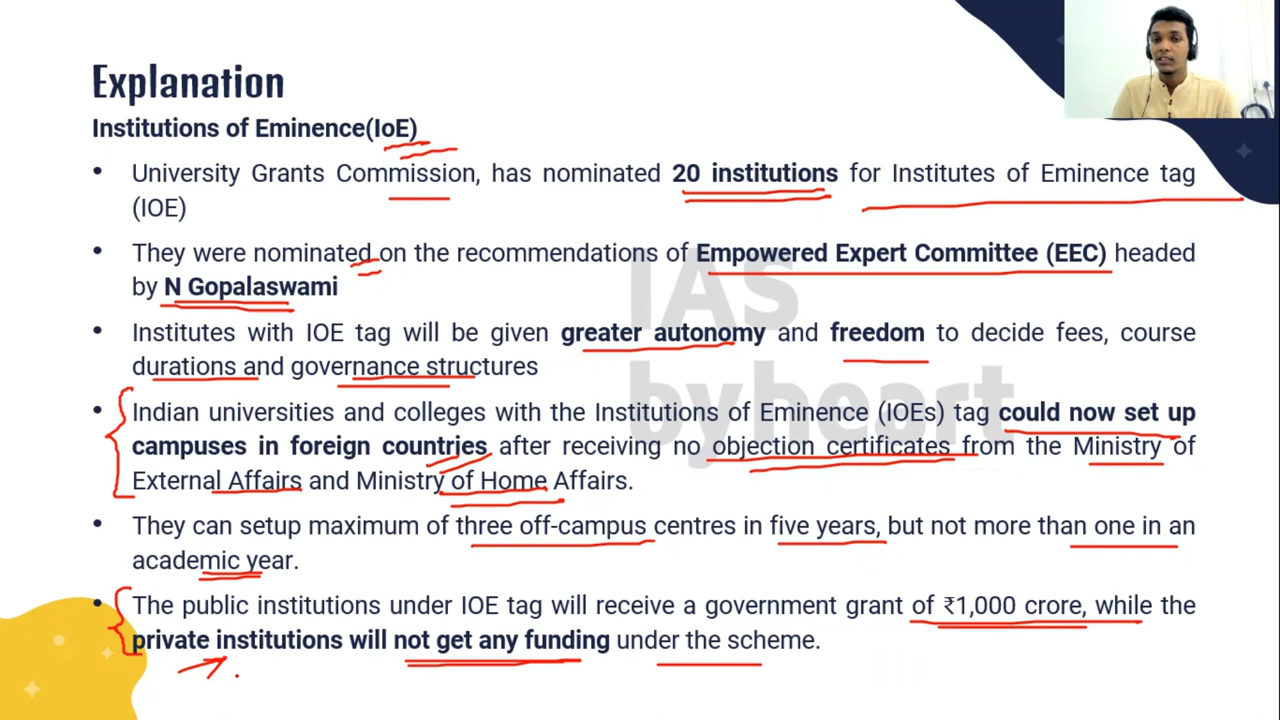 Explanation
Institutions of Eminence(IoE)
• University Grants Commission, has nominated 20 institutions for Institutes of Eminence tag
(IOE)
• They were nominated on the recommendations of Empowered Expert Committee (EEC) headed
by N Gopalaswami
• Institutes with IOE tag will be given greater autonomy and freedom to decide fees, course
durations and governance structures
• Indian universities and colleges with the Institutions of Eminence (IOEs) tag could now set up
campuses in foreign countries after receiving no objection certificates from the Ministry of
External Affairs and Ministry of Home Affairs.
• They can setup maximum of three off-campus centres in five years, but not more than one in an
academic year.
• The public institutions under IOE tag will receive a government grant of ₹1,000 crore, while the
private institutions will not get any funding under the scheme.
IAS
byheart